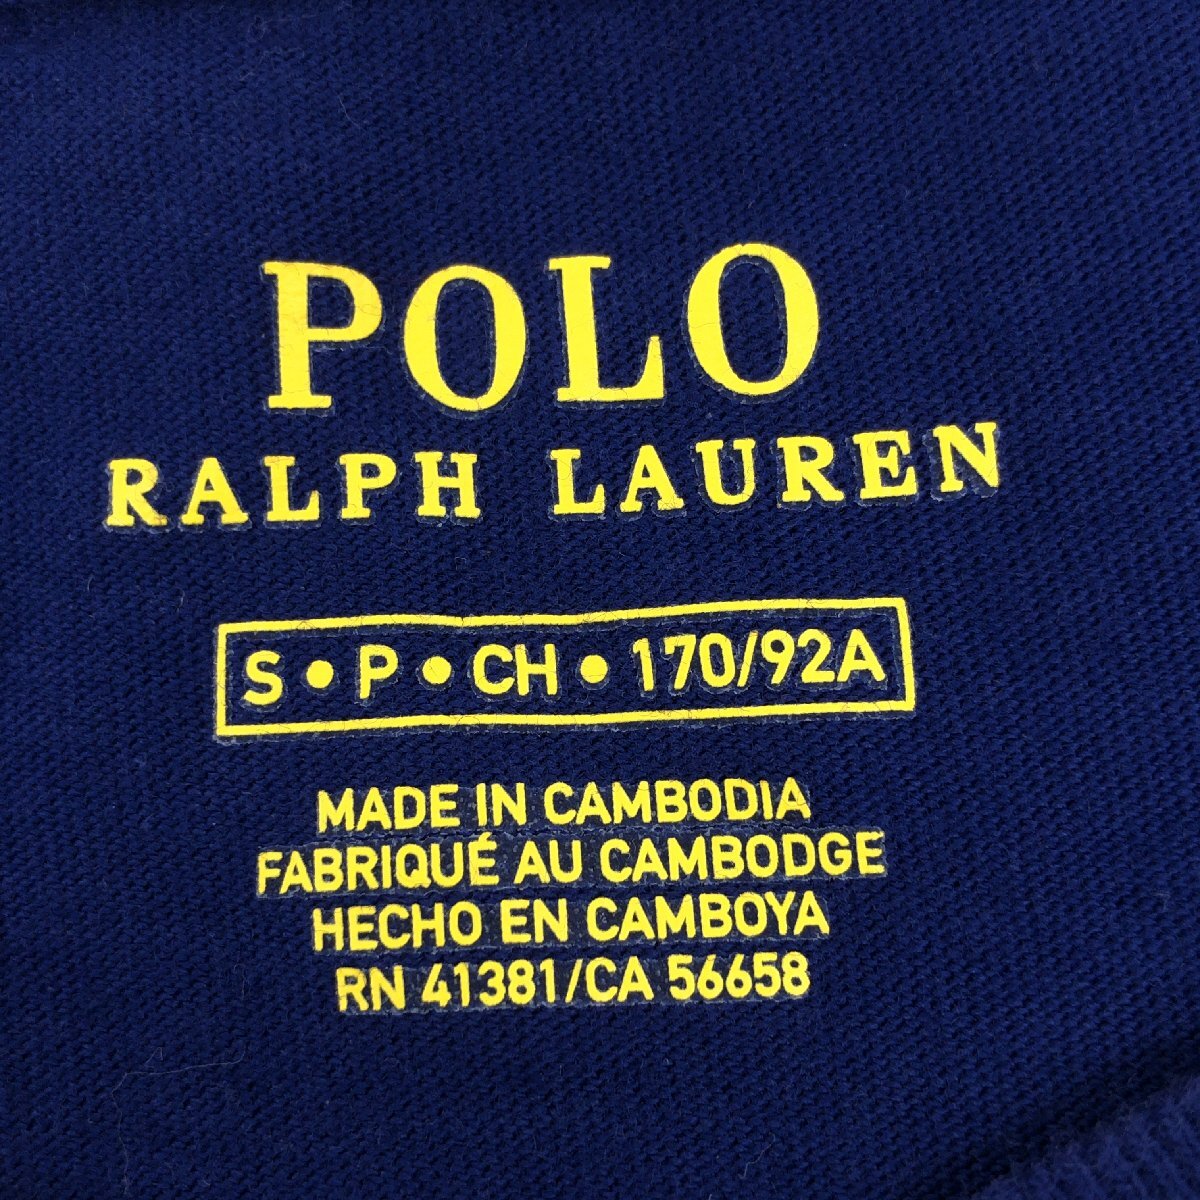 POLO
RALPH LAUREN
S • P • CH • 170/92A
MADE IN CAMBODIA
FABRIQUÉ AU CAMBODGE
HECHO EN CAMBOYA
RN 41381/CA 56658